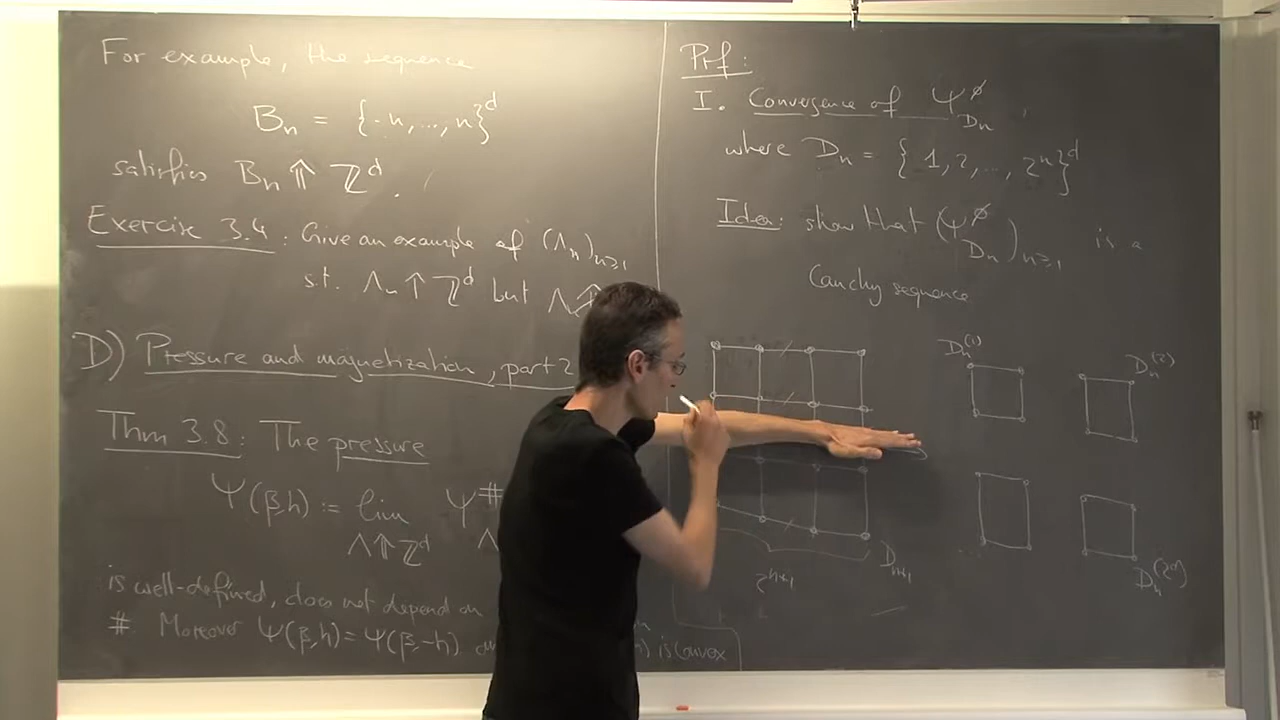 For example, the sequence
B_n = {-n,...,n}^d
satisfies B_n ⇑ ℤ^d.
Exercise 3.4: Give an example of (Λ_n)_{n≥1}
s.t. Λ_n ↑ ℤ^d but Λ
D) Pressure and magnetization, part 2
Thm 3.8: The pressure
Ψ(β,h) := lim Ψ^#
Λ⇑ℤ^d
is well-defined, does not depend on
#. Moreover Ψ(β,h) = Ψ(β,-h) is convex
Prf:
I. Convergence of Ψ^∅_{D_n},
where D_n = {1,2,...,2^n}^d
Idea: show that (Ψ^∅_{D_n})_{n≥1} is a
Cauchy sequence
D_n^{(1)}
D_n^{(2)}
D_{n+1}
2^{n+1}
D_n^{(2^d)}